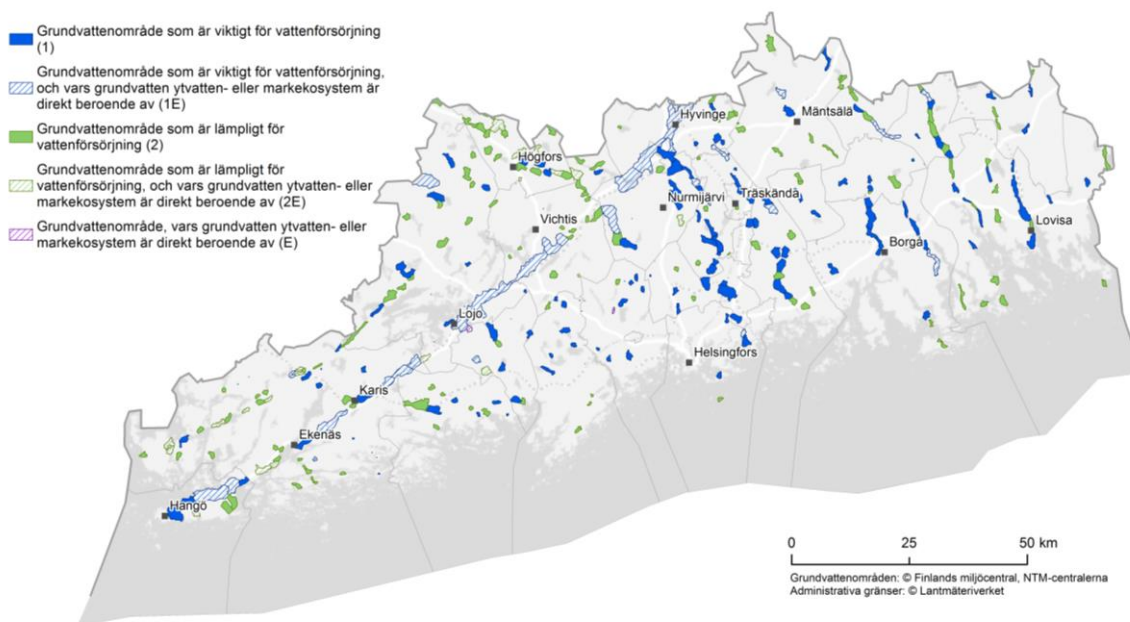 Grundvattenområde som är viktigt för vattenförsörjning
(1)
Grundvattenområde som är viktigt för vattenförsörjning,
och vars grundvatten ytvatten- eller markekosystem är
direkt beroende av (1E)
Grundvattenområde som är lämpligt för
vattenförsörjning (2)
Grundvattenområde som är lämpligt för
vattenförsörjning, och vars grundvatten ytvatten- eller
markekosystem är direkt beroende av (2E)
Grundvattenområde, vars grundvatten ytvatten- eller
markekosystem är direkt beroende av (E)
Hyvinge
Mäntsälä
Högfors
Nurmijärvi
Träskända
Vichtis
Lovisa
Borgå
Lojo
Helsingfors
Karis
Ekenäs
Hangö
0 25 50 km
Grundvattenområden: © Finlands miljöcentral, NTM-centralerna
Administrativa gränser: © Lantmäteriverket